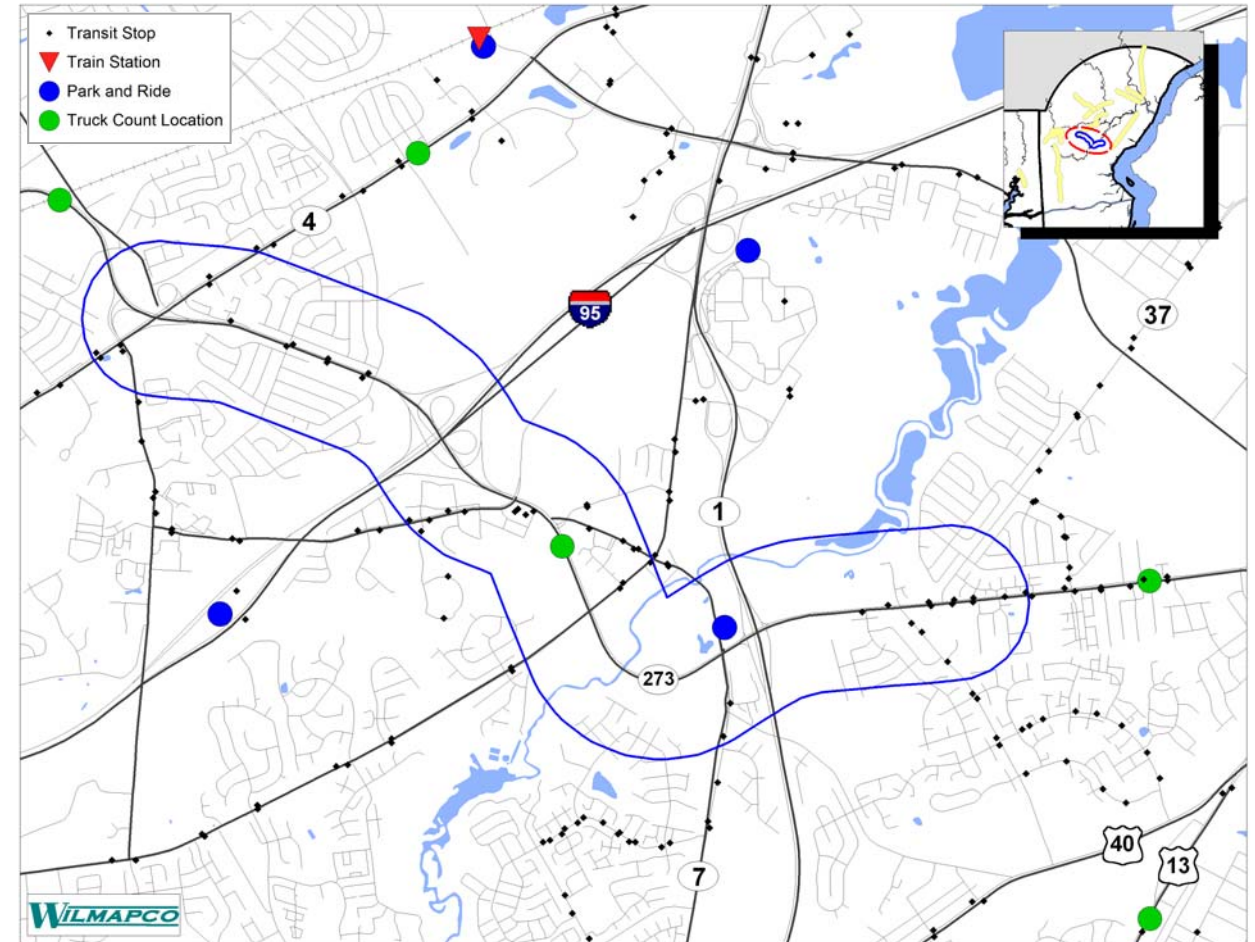 Transit Stop
Train Station
Park and Ride
Truck Count Location
4
95
37
1
273
40
13
7
WILMAPCO